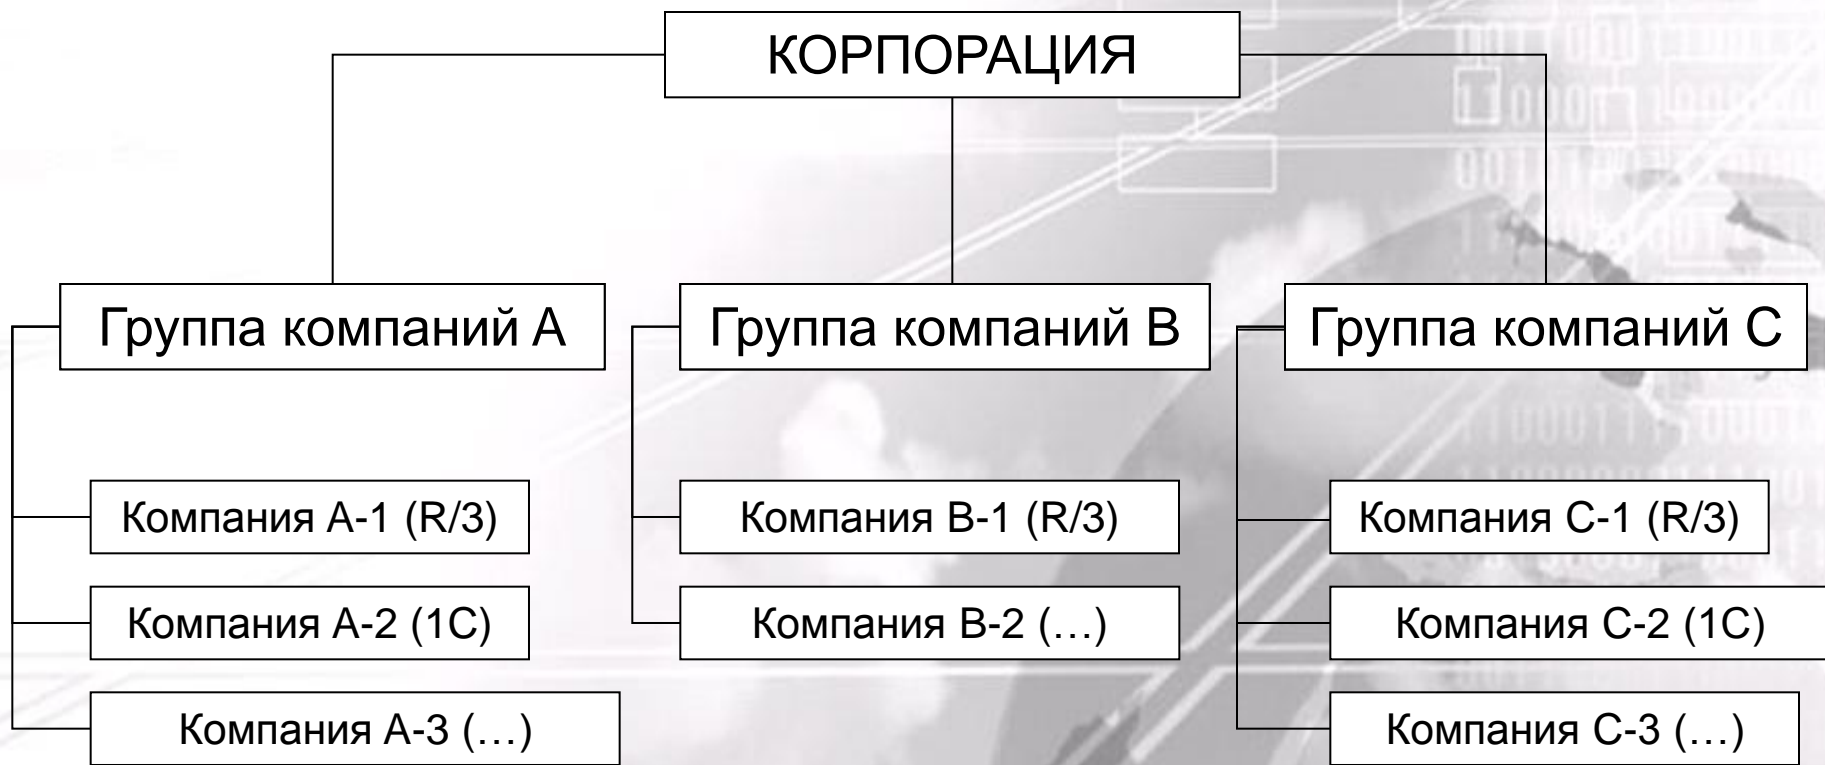 КОРПОРАЦИЯ
Группа компаний А
Группа компаний В
Группа компаний С
Компания А-1 (R/3)
Компания В-1 (R/3)
Компания С-1 (R/3)
Компания А-2 (1С)
Компания В-2 (…)
Компания С-2 (1С)
Компания А-3 (…)
Компания С-3 (…)